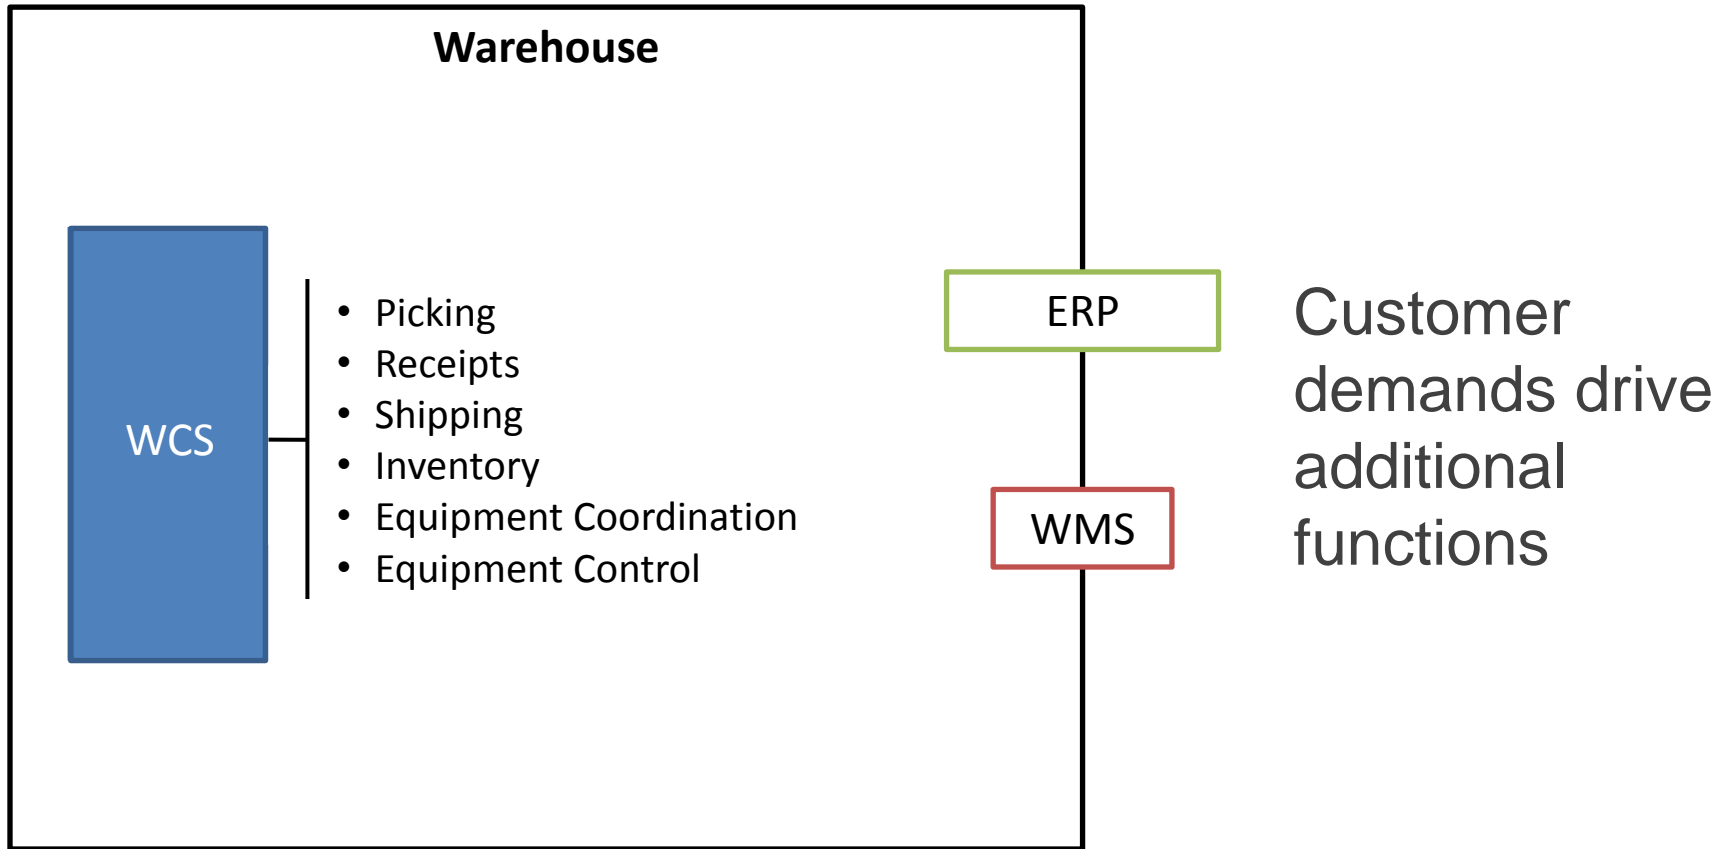 Warehouse
WCS
• Picking
• Receipts
• Shipping
• Inventory
• Equipment Coordination
• Equipment Control
ERP
WMS
Customer
demands drive
additional
functions